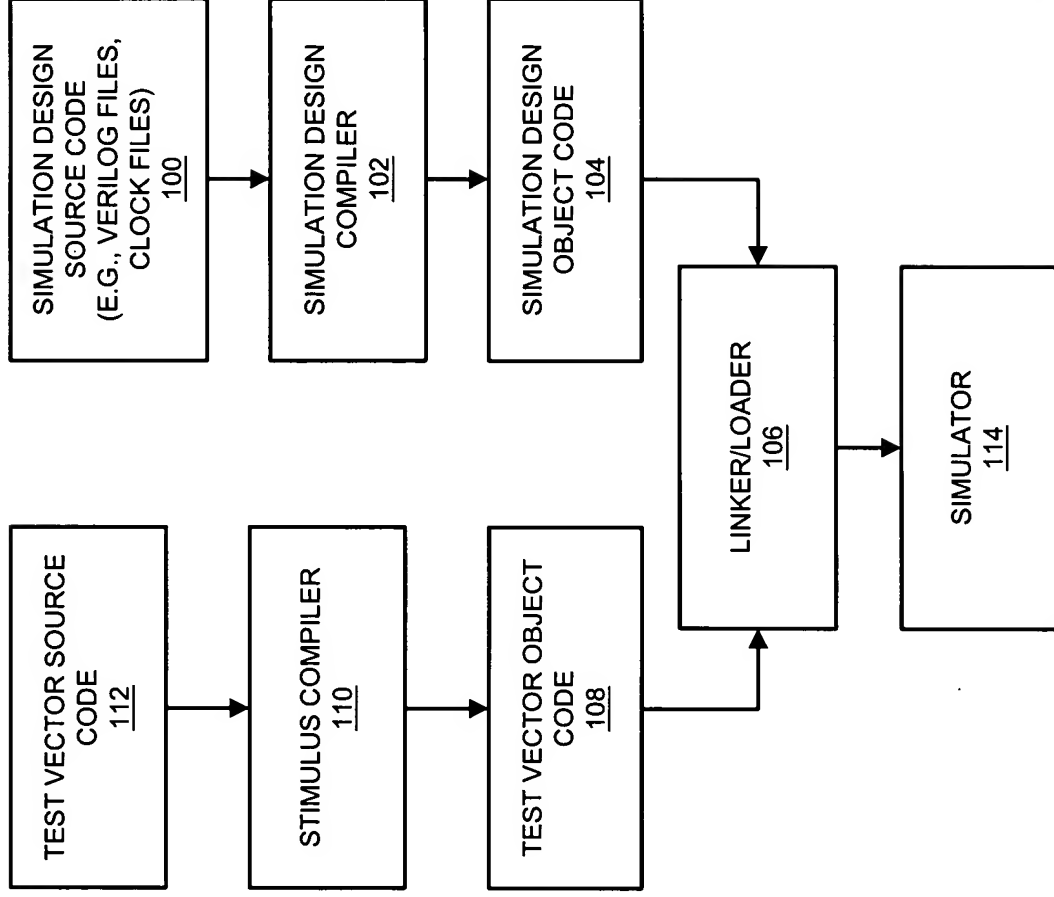 SIMULATION DESIGN
SOURCE CODE
(E.G., VERILOG FILES,
CLOCK FILES)
100
SIMULATION DESIGN
COMPILER
102
SIMULATION DESIGN
OBJECT CODE
104
TEST VECTOR SOURCE
CODE
112
STIMULUS COMPILER
110
TEST VECTOR OBJECT
CODE
108
LINKER/LOADER
106
SIMULATOR
114